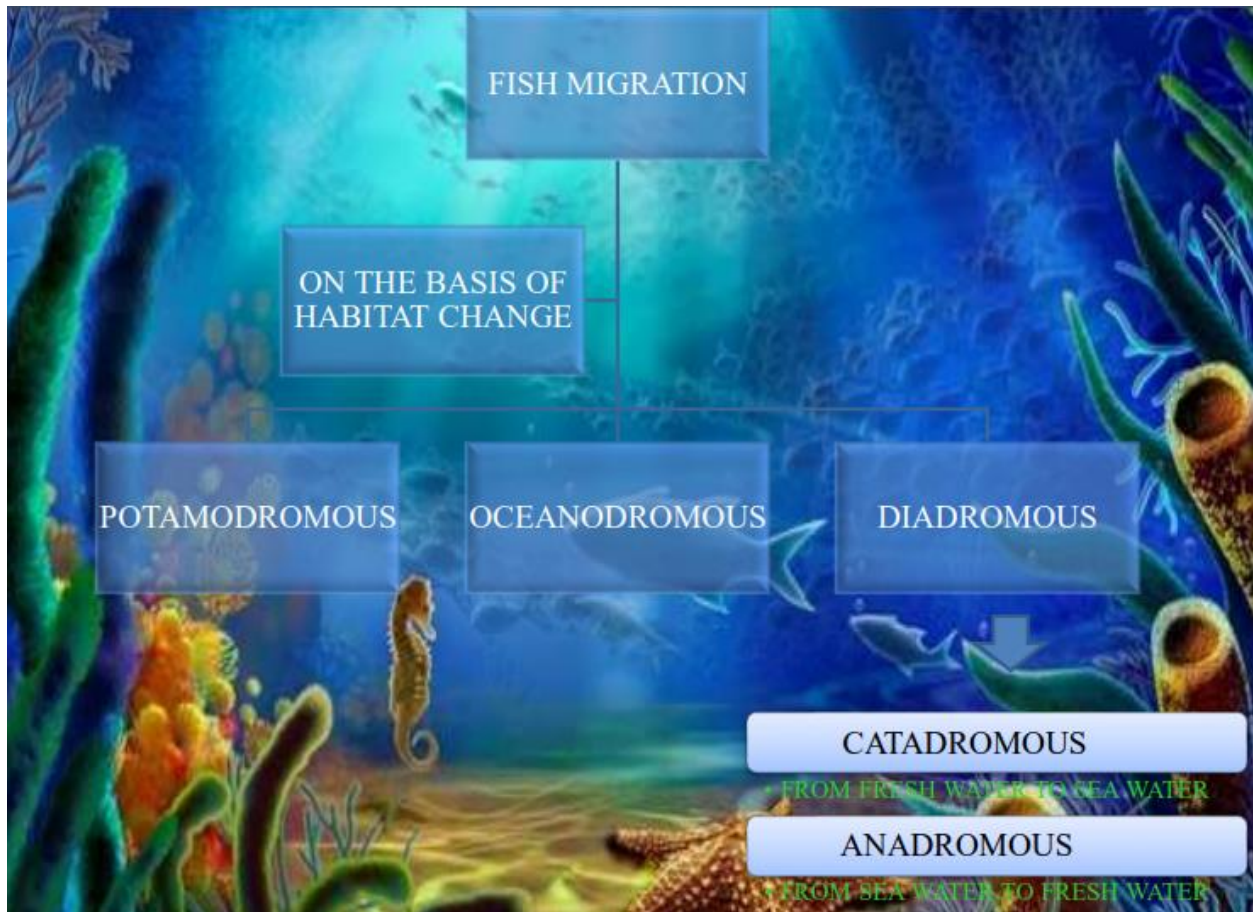 FISH MIGRATION
ON THE BASIS OF
HABITAT CHANGE
POTAMODROMOUS
OCEANODROMOUS
DIADROMOUS
CATADROMOUS
• FROM FRESH WATER TO SEA WATER
ANADROMOUS
• FROM SEA WATER TO FRESH WATER